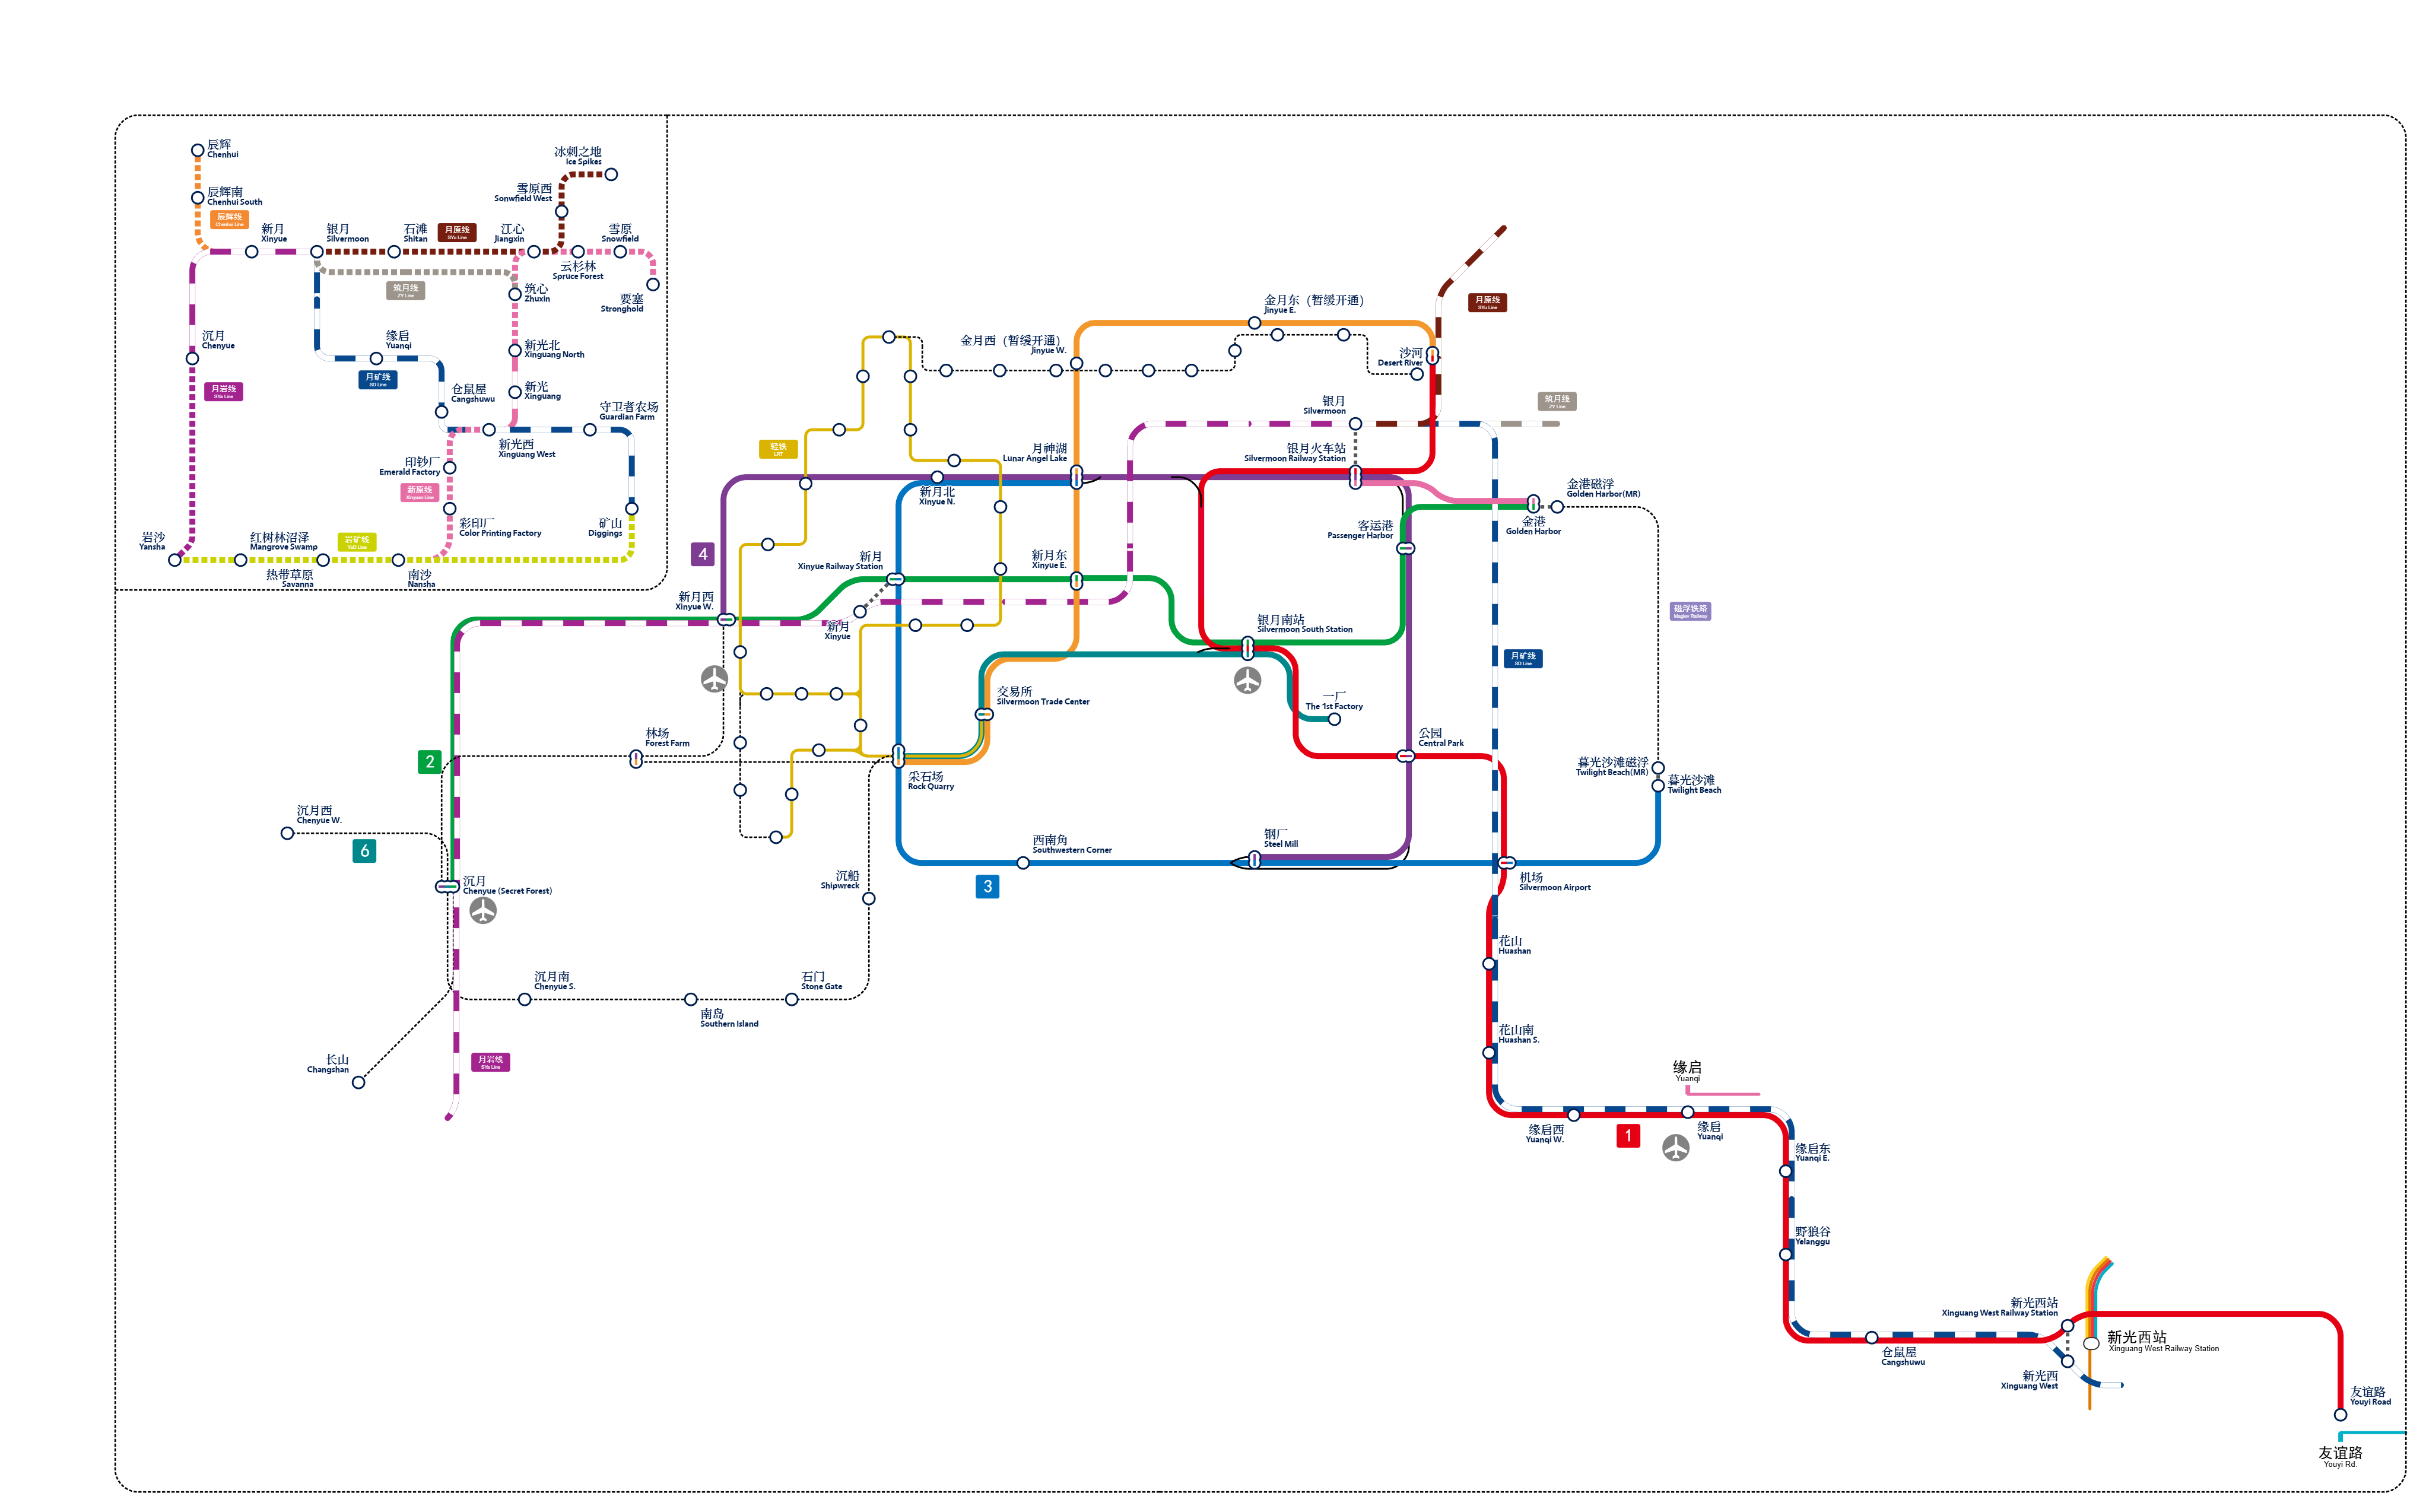 辰辉
Chenhui
辰辉南
Chenhui South
辰辉线
Chenhui Line
新月
Xinyue
银月
Silvermoon
石滩
Shitan
月原线
SYu Line
江心
Jiangxin
冰刺之地
Ice Spikes
雪原西
Sonwfield West
雪原
Snowfield
云杉林
Spruce Forest
筑月线
ZY Line
筑心
Zhuxin
要塞
Stronghold
沉月
Chenyue
缘启
Yuanqi
新光北
Xinguang North
月矿线
SD Line
月岩线
SYa Line
仓鼠屋
Cangshuwu
新光
Xinguang
守卫者农场
Guardian Farm
新光西
Xinguang West
印钞厂
Emerald Factory
新原线
Xinyuan Line
彩印厂
Color Printing Factory
矿山
Diggings
岩沙
Yansha
红树林沼泽
Mangrove Swamp
岩矿线
YaD Line
热带草原
Savanna
南沙
Nansha
月原线
SYu Line
金月东（暂缓开通）
Jinyue E.
金月西（暂缓开通）
Jinyue W.
沙河
Desert River
银月
Silvermoon
筑月线
ZY Line
轻铁
LRT
月神湖
Lunar Angel Lake
银月火车站
Silvermoon Railway Station
新月北
Xinyue N.
金港磁浮
Golden Harbor(MR)
金港
Golden Harbor
客运港
Passenger Harbor
4
新月
Xinyue Railway Station
新月东
Xinyue E.
新月西
Xinyue W.
新月
Xinyue
银月南站
Silvermoon South Station
磁浮铁路
Maglev Railway
月矿线
SD Line
交易所
Silvermoon Trade Center
一厂
The 1st Factory
林场
Forest Farm
公园
Central Park
2
采石场
Rock Quarry
暮光沙滩磁浮
Twilight Beach(MR)
暮光沙滩
Twilight Beach
沉月西
Chenyue W.
6
西南角
Southwestern Corner
钢厂
Steel Mill
沉月
Chenyue (Secret Forest)
沉船
Shipwreck
3
机场
Silvermoon Airport
花山
Huashan
沉月南
Chenyue S.
石门
Stone Gate
南岛
Southern Island
花山南
Huashan S.
长山
Changshan
月岩线
SYa Line
缘启
Yuanqi
缘启西
Yuanqi W.
1
缘启
Yuanqi
缘启东
Yuanqi E.
野狼谷
Yelanggu
新光西站
Xinguang West Railway Station
新光西站
Xinguang West Railway Station
仓鼠屋
Cangshuwu
新光西
Xinguang West
友谊路
Youyi Road
友谊路
Youyi Rd.